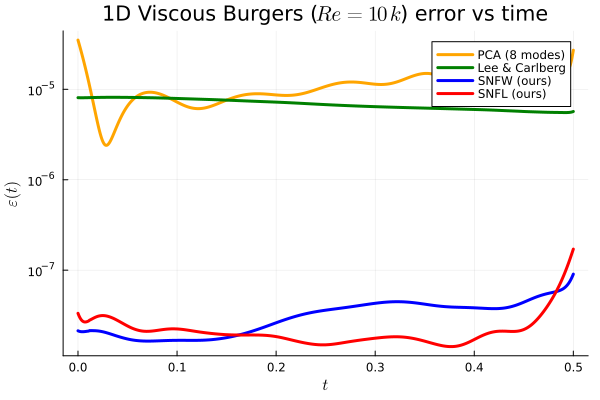 1D Viscous Burgers (Re = 10k) error vs time
PCA (8 modes)
Lee & Carlberg
SNFW (ours)
SNFL (ours)
10⁻⁵
10⁻⁶
10⁻⁷
ε(t)
0.0 0.1 0.2 0.3 0.4 0.5
t